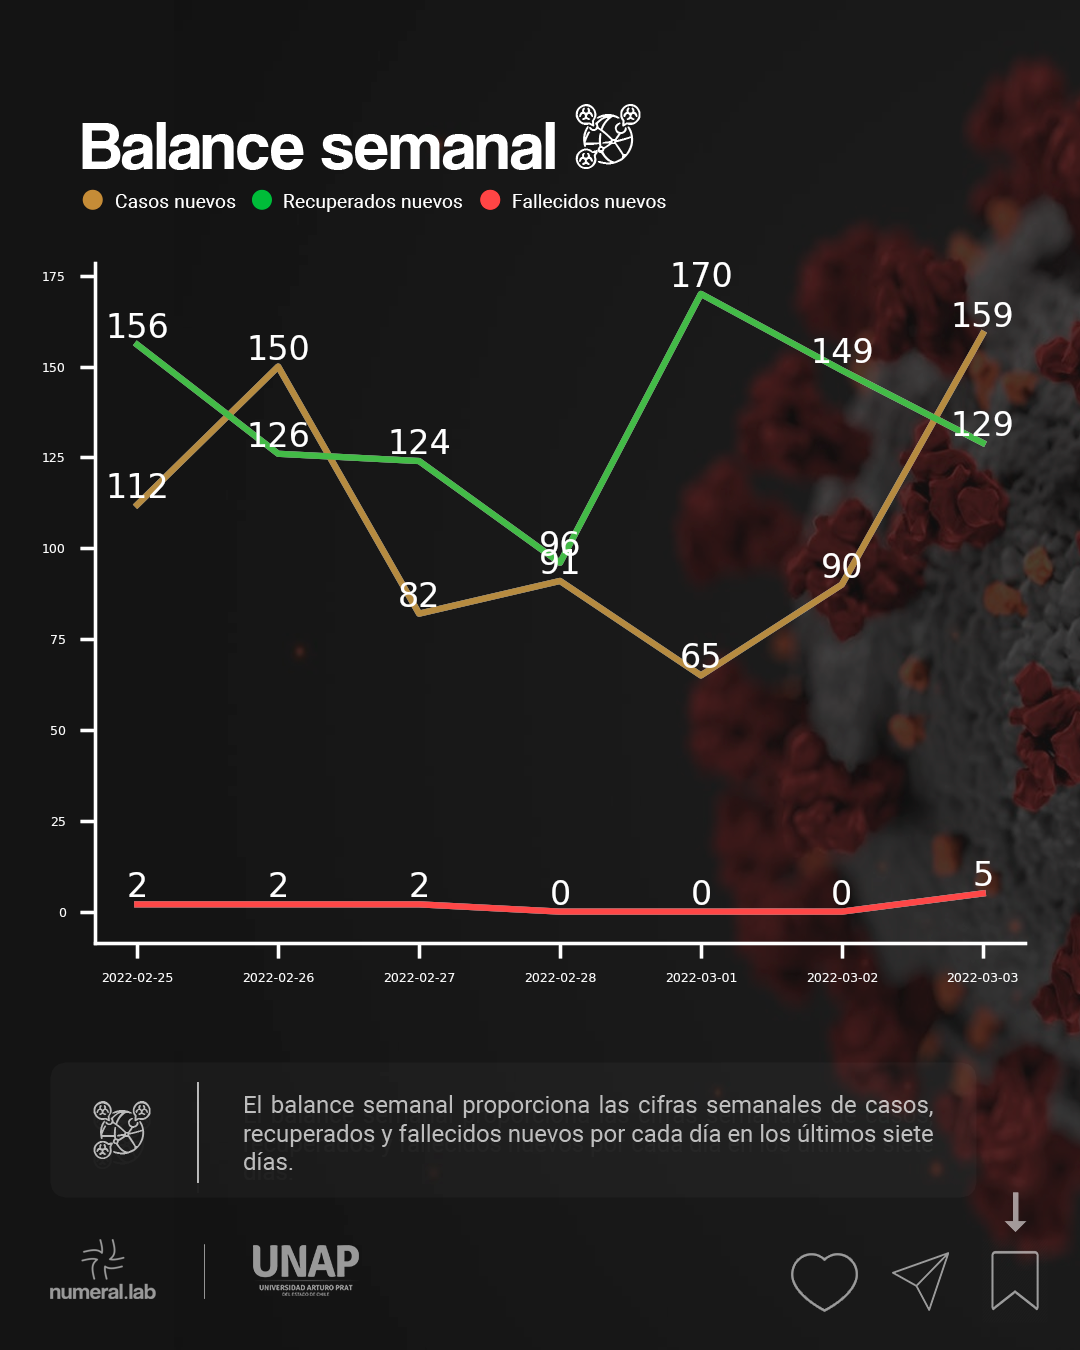 Balance semanal
Casos nuevos Recuperados nuevos Fallecidos nuevos
175
150
125
100
75
50
25
0
156 126 124 96 170 149 129
112 150 82 91 65 90 159
2 2 2 0 0 0 5
2022-02-25 2022-02-26 2022-02-27 2022-02-28 2022-03-01 2022-03-02 2022-03-03
El balance semanal proporciona las cifras semanales de casos,
recuperados y fallecidos nuevos por cada día en los últimos siete
días.
numeral.lab
UNAP
UNIVERSIDAD ARTURO PRAT
DEL ESTADO DE CHILE